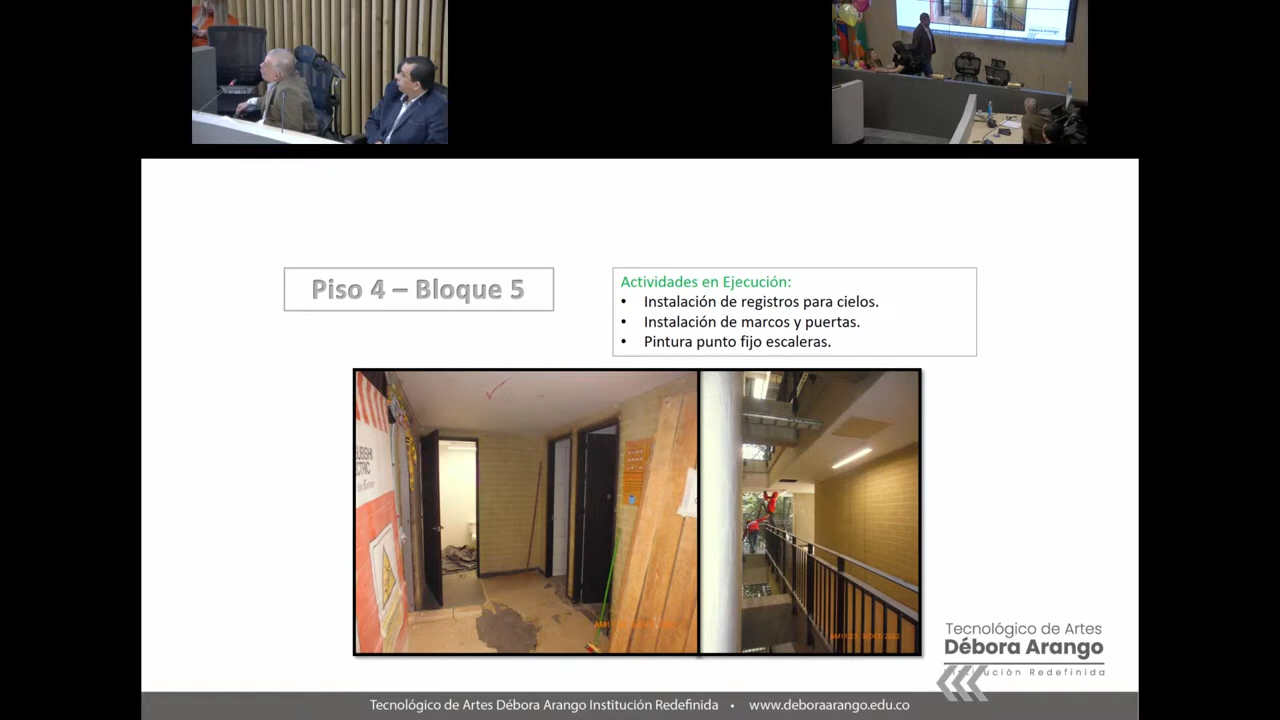 Piso 4 – Bloque 5
Actividades en Ejecución:
• Instalación de registros para cielos.
• Instalación de marcos y puertas.
• Pintura punto fijo escaleras.
Tecnológico de Artes
Débora Arango
Institución Redefinida
Tecnológico de Artes Débora Arango Institución Redefinida • www.deboraarango.edu.co